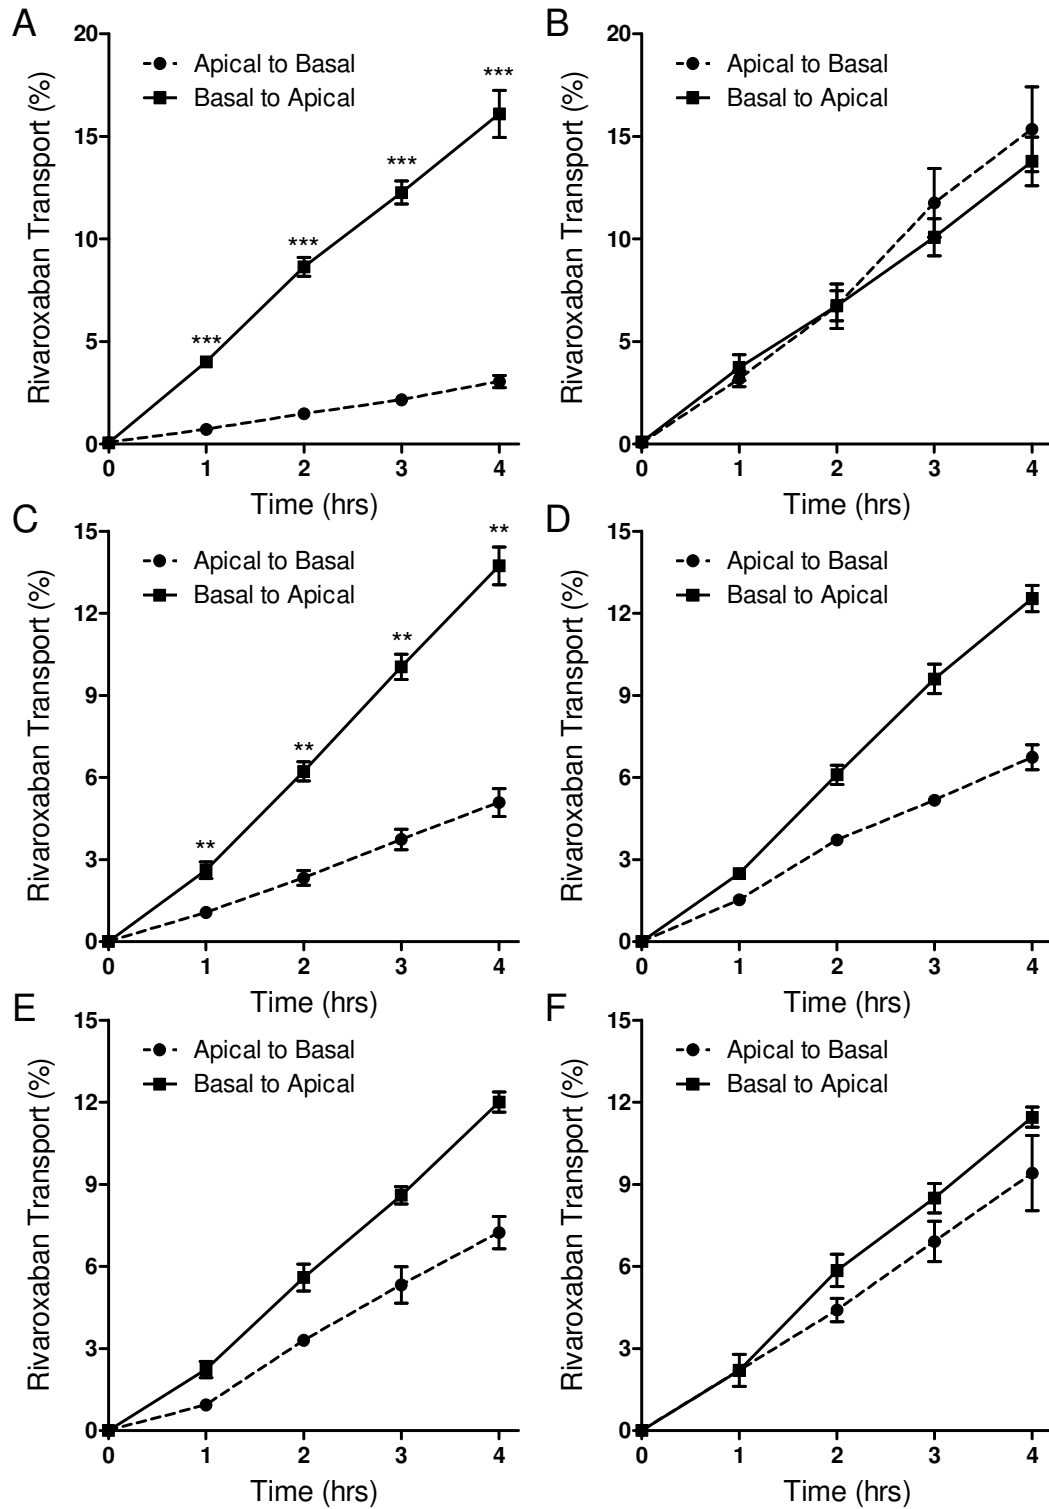 A
Rivaroxaban Transport (%)
20
15
10
5
0
Apical to Basal
Basal to Apical
***
***
***
***
0 1 2 3 4
Time (hrs)
B
Rivaroxaban Transport (%)
20
15
10
5
0
Apical to Basal
Basal to Apical
0 1 2 3 4
Time (hrs)
C
Rivaroxaban Transport (%)
15
12
9
6
3
0
Apical to Basal
Basal to Apical
**
**
**
**
0 1 2 3 4
Time (hrs)
D
Rivaroxaban Transport (%)
15
12
9
6
3
0
Apical to Basal
Basal to Apical
0 1 2 3 4
Time (hrs)
E
Rivaroxaban Transport (%)
15
12
9
6
3
0
Apical to Basal
Basal to Apical
0 1 2 3 4
Time (hrs)
F
Rivaroxaban Transport (%)
15
12
9
6
3
0
Apical to Basal
Basal to Apical
0 1 2 3 4
Time (hrs)